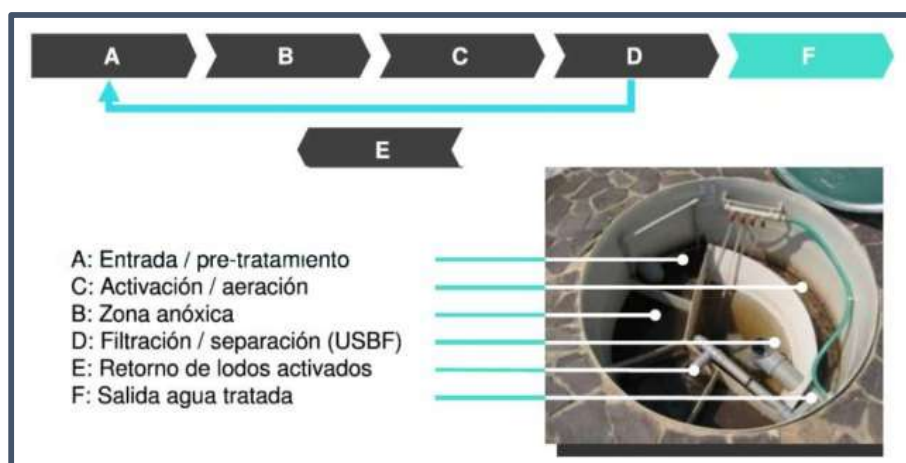 A B C D F
E
A: Entrada / pre-tratamiento
C: Activación / aeración
B: Zona anóxica
D: Filtración / separación (USBF)
E: Retorno de lodos activados
F: Salida agua tratada